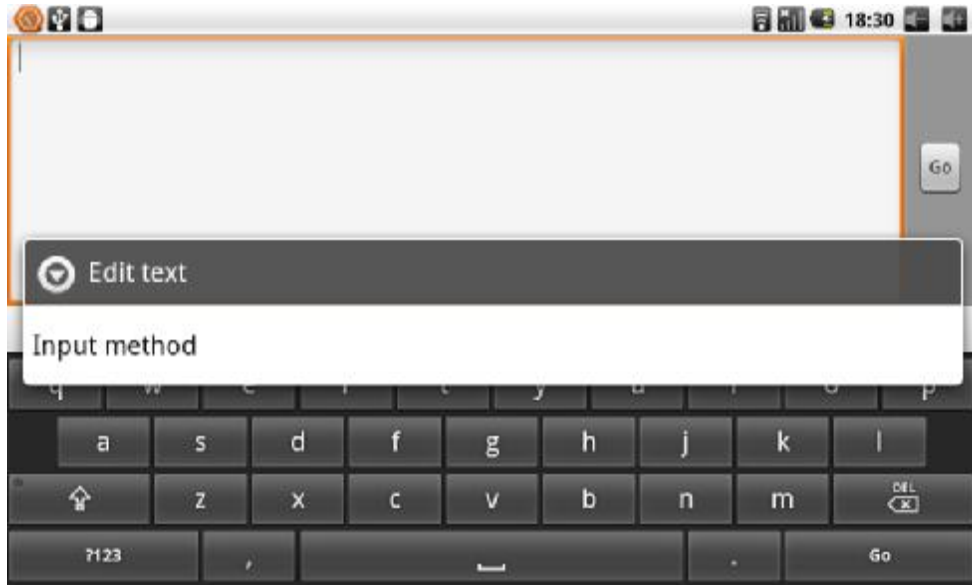 18:30
Go
Edit text
Input method
q w e r t y u i o p
a s d f g h j k l
z x c v b n m DEL
?123 , . Go